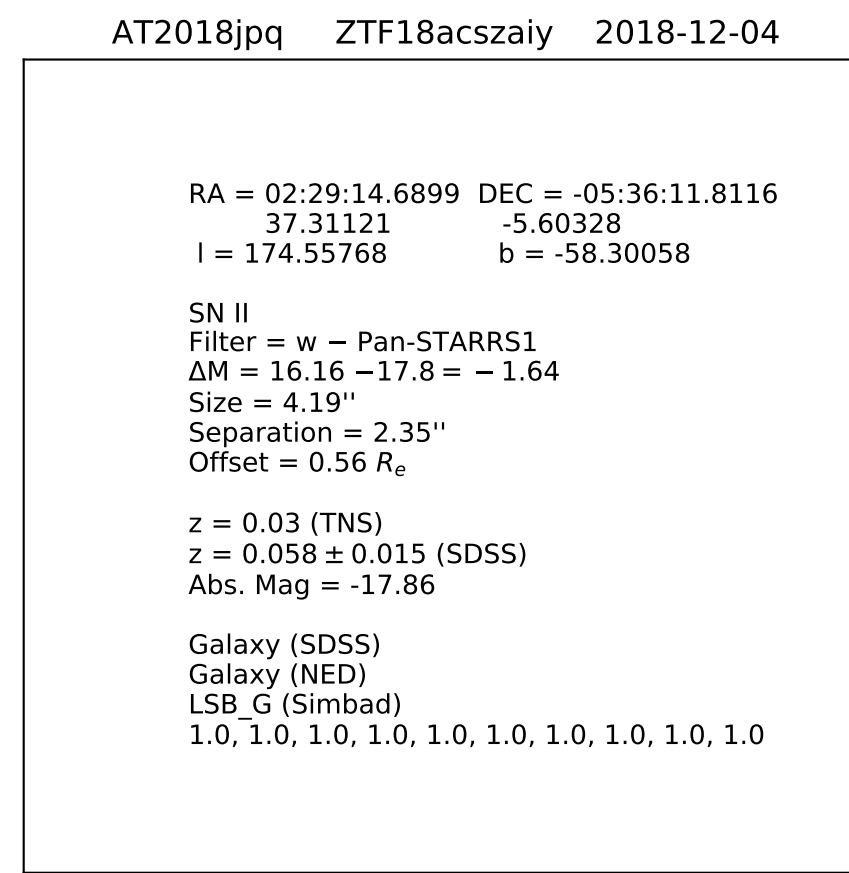 AT2018jpq ZTF18acszaiy 2018-12-04
RA = 02:29:14.6899 DEC = -05:36:11.8116
37.31121 -5.60328
l = 174.55768 b = -58.30058
SN II
Filter = w − Pan-STARRS1
ΔM = 16.16 −17.8 = − 1.64
Size = 4.19''
Separation = 2.35''
Offset = 0.56 Rₑ
z = 0.03 (TNS)
z = 0.058 ± 0.015 (SDSS)
Abs. Mag = -17.86
Galaxy (SDSS)
Galaxy (NED)
LSB_G (Simbad)
1.0, 1.0, 1.0, 1.0, 1.0, 1.0, 1.0, 1.0, 1.0, 1.0